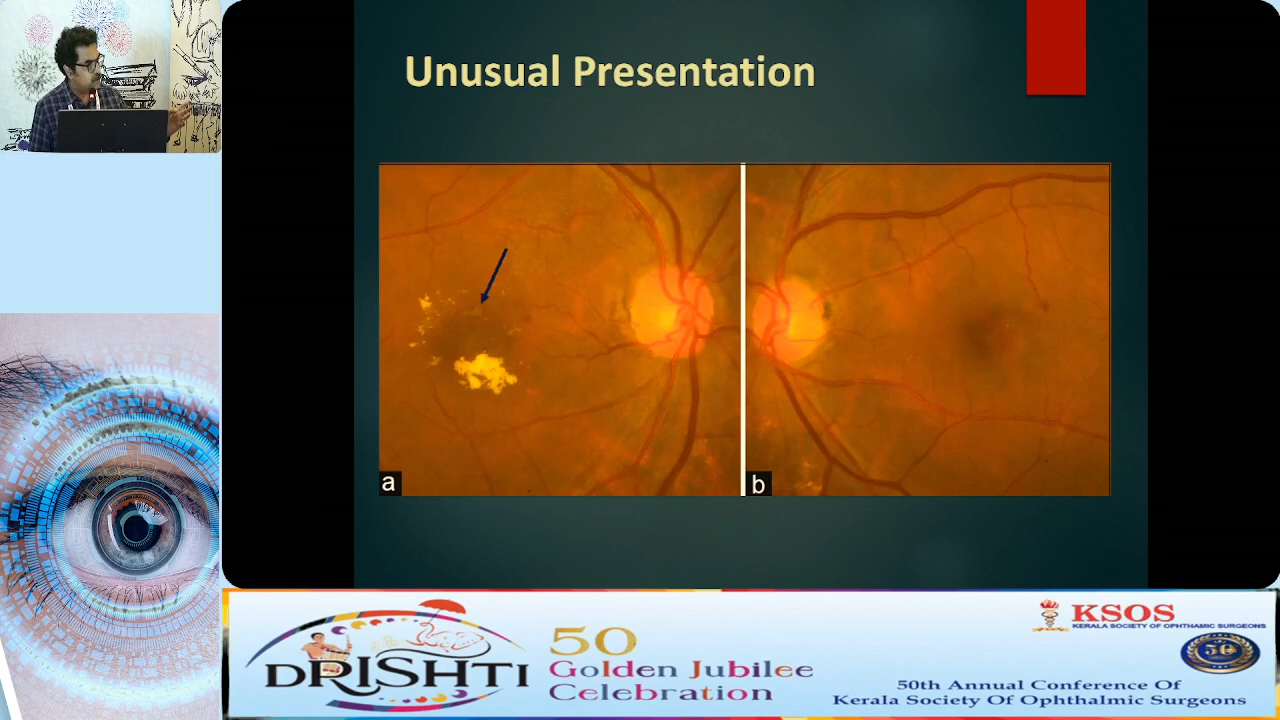 Unusual Presentation
a
b
DRISHTI
50
Golden Jubilee
Celebration
KSOS
KERALA SOCIETY OF OPHTHAMIC SURGEONS
50
50th Annual Conference Of
Kerala Society Of Ophthalmic Surgeons